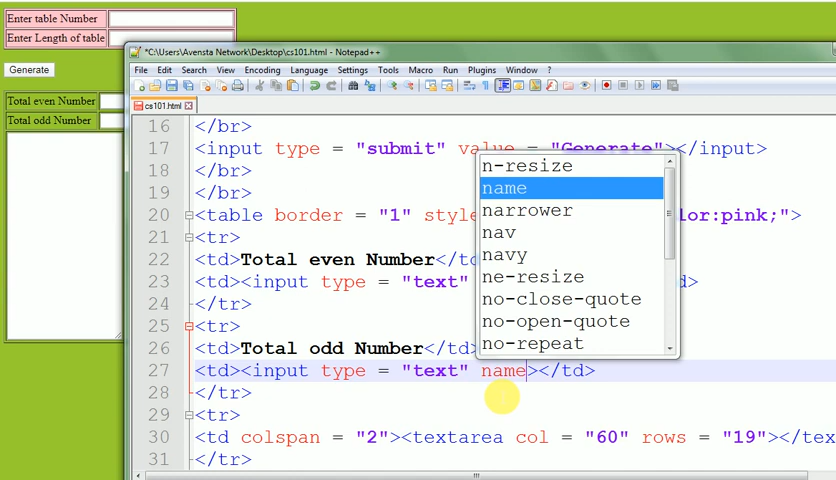 Enter table Number
Enter Length of table
Generate
Total even Number
Total odd Number
*C:\Users\Avensta Network\Desktop\cs101.html - Notepad++
File Edit Search View Encoding Language Settings Tools Macro Run Plugins Window ?
cs101.html
16 </br>
17 <input type = "submit" value = "Generate"></input>
18 </br>
19 </br>
20 <table border = "1" style olor:pink;">
21 <tr>
22 <td>Total even Number</td
23 <td><input type = "text" d>
24 </tr>
25 <tr>
26 <td>Total odd Number</td>
27 <td><input type = "text" name></td>
28 </tr>
29 <tr>
30 <td colspan = "2"><textarea col = "60" rows = "19"></tex
31 </tr>
n-resize
name
narrower
nav
navy
ne-resize
no-close-quote
no-open-quote
no-repeat